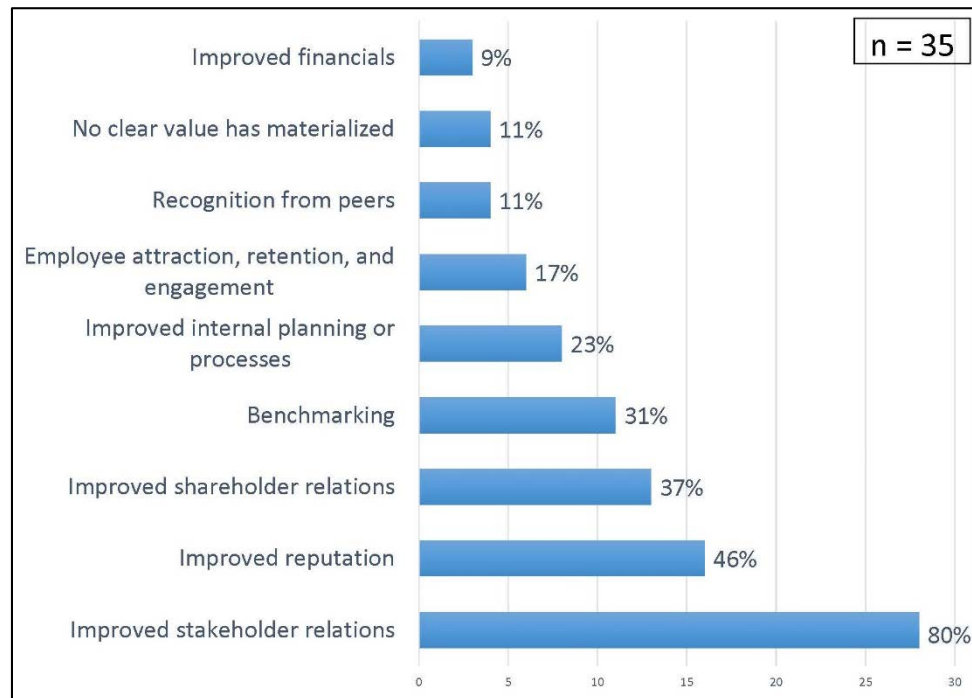 n = 35
Improved financials
9%
No clear value has materialized
11%
Recognition from peers
11%
Employee attraction, retention, and
engagement
17%
Improved internal planning or
processes
23%
Benchmarking
31%
Improved shareholder relations
37%
Improved reputation
46%
Improved stakeholder relations
80%
0 5 10 15 20 25 30